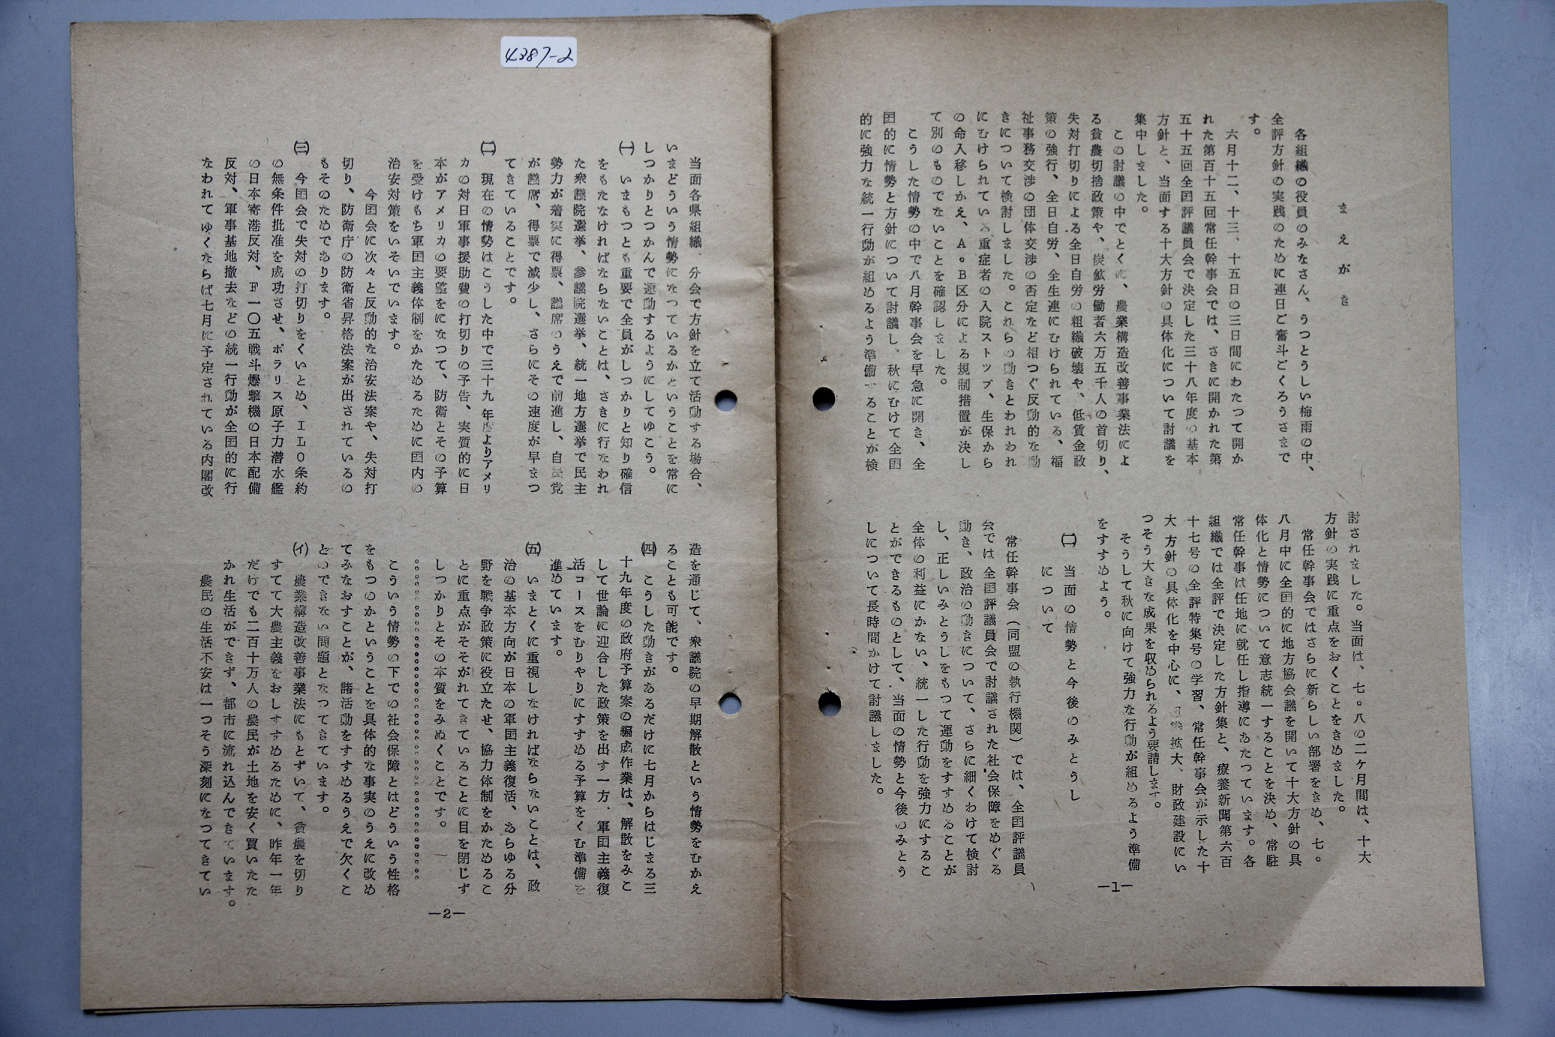 4387-2
まえがき
各組織の役員のみなさん、うつとうしい梅雨の中、
全評方針の実践のために連日ご奮斗ごくろうさまで
す。
六月十二、十三、十五日の三日間にわたつて開か
れた第百十五回常任幹事会では、さきに開かれた第
五十五回全国評議員会で決定した三十八年度の基本
方針と、当面する十大方針の具体化について討議を
集中しました。
この討議の中でとくに、農業構造改善事業法によ
る貧農切捨政策や、炭鉱労働者六万五千人の首切り、
失対打切りによる全日自労の組織破壊や、低賃金政
策の強行、全日自労、全生連にむけられている、福
祉事務交渉の団体交渉の否定など相つぐ反動的な動
きについて検討しました。これらの動きとわれわれ
にむけられている重症者の入院ストップ、生保から
の命入移しかえ、A。B区分による規制措置が決し
て別のものでないことを確認しました。
こうした情勢の中で八月幹事会を早急に開き、全
国的に情勢と方針について討議し、秋にむけて全国
的に強力な統一行動が組めるよう準備することが検
討されました。当面は、七。八の二ケ月間は、十大
方針の実践に重点をおくことをきめました。
常任幹事会ではさらに新らしい部署をきめ、七。
八月中に全国的に地方協会議を開いて十大方針の具
体化と情勢について意志統一することを決め、常駐
常任幹事は任地に就任し指導にあたつています。各
組織では全評で決定した方針集と、療養新聞第六百
十七号の全評特集号の学習、常任幹事会が示した十
大方針の具体化を中心に、日患拡大、財政建設にい
つそう大きな成果を収められるよう要請します。
そうして秋に向けて強力な行動が組めるよう準備
をすすめよう。
㈡ 当面の情勢と今後のみとうし
について
常任幹事会(同盟の執行機関)では、全国評議員
会では全国評議員会で討議された社会保障をめぐる
動き、政治の動きについて、さらに細くわけて検討
し、正しいみとうしをもつて運動をすすめることが
全体の利益にかない、統一した行動を強力にするこ
とができるものとして、当面の情勢と今後のみとう
しについて長時間かけて討議しました。
—1—
当面各県組織、分会で方針を立て活動する場合、
いまどういう情勢になつているかということを常に
しつかりとつかんで運動するようにしてゆこう。
㈠ いまもつとも重要で全員がしつかりと知り確信
をもたなければならないことは、さきに行なわれ
た衆議院選挙、参議院選挙、統一地方選挙で民主
勢力が着実に得票、議席のうえで前進し、自民党
が議席、得票で減少し、さらにその速度が早まつ
てきていることです。
㈡ 現在の情勢はこうした中で三十九年度よりアメリ
カの対日軍事援助費の打切りの予告、実質的に日
本がアメリカの要塞になつて、防衛とその予算
を受けもち軍国主義体制をかためるために国内の
治安対策をいそいでいます。
今国会に次々と反動的な治安法案や、失対打
切り、防衛庁の防衛省昇格法案が出されているの
もそのためであります。
㈢ 今国会で失対の打切りをくいとめ、ILO条約
の無条件批准を成功させ、ポラリス原子力潜水艦
の日本寄港反対、F一〇五戦斗爆撃機の日本配備
反対、軍事基地撤去などの統一行動が全国的に行
なわれてゆくならば七月に予定されている内閣改
造を通じて、衆議院の早期解散という情勢をむかえ
ることも可能です。
㈣ こうした動きがあるだけに七月からはじまる三
十九年度の政府予算案の編成作業は、解散をみこ
して世論に迎合した政策を出す一方、軍国主義復
活コースをむりやりにすすめる予算をくむ準備を
進めています。
㈤ いまとくに重視しなければならないことは、政
治の基本方向が日本の軍国主義復活、あらゆる分
野を戦争政策に役立たせ、協力体制をかためるこ
とに重点がそそがれてきていることに目を閉じず
しつかりとその本質をみぬくことです。
。。。。。。。。。。。。。。。。。。。。。。。。
こういう情勢の下での社会保障とはどういう性格
をもつのかということを具体的な事実のうえに改め
てみなおすことが、諸活動をすすめるうえで欠くこ
とのできない問題となつてきています。
(イ) 農業構造改善事業法にもとずいて、貧農を切り
すてて大農主義をおしすすめるために、昨年一年
だけでも二百十万人の農民が土地を安く買いたた
かれ生活ができず、都市に流れ込んできています。
農民の生活不安は一つそう深刻になつてきてい
—2—